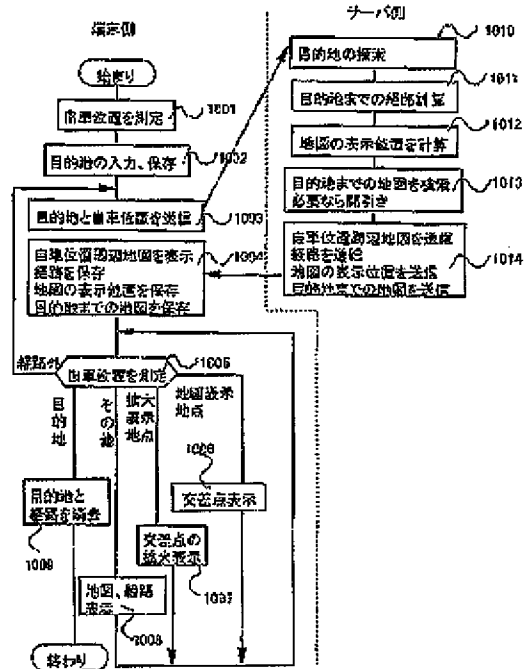 端末側
サーバ側
始まり
自車位置を測定
1001
目的地の入力、保存
1002
目的地と自車位置を送信
1003
目的地の検索
1010
目的地までの経路計算
1011
地図の表示位置を計算
1012
目的地までの地図を検索
必要なら間引き
1013
自車位置周辺地図を送信
経路を送信
地図の表示位置を送信
目的地までの地図を送信
1014
自車位置周辺地図を表示
経路を保存
地図の表示位置を保存
目的地までの地図を保存
1004
経路外
自車位置を測定
1005
目的地
その他
拡大
表示
地点
地図表示
地点
1006
交差点表示
目的地と
経路を消去
1009
交差点の
拡大表示
1007
地図、経路
表示
1008
終わり